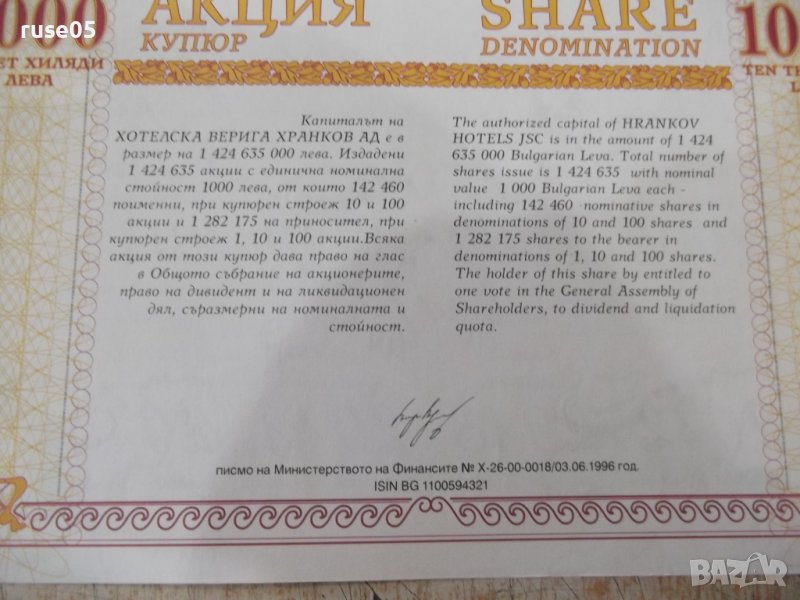 ruse05
АКЦИЯ
КУПЮР
SHARE
DENOMINATION
000
ЕТ ХИЛЯДИ
ЛЕВА
10
TEN TH
L
Капиталът на
ХОТЕЛСКА ВЕРИГА ХРАНКОВ АД е в
размер на 1 424 635 000 лева. Издадени
1 424 635 акции с единична номинална
стойност 1000 лева, от които 142 460
поименни, при купюрен строеж 10 и 100
акции и 1 282 175 на приносител, при
купюрен строеж 1, 10 и 100 акции.Всяка
акция от този купюр дава право на глас
в Общото събрание на акционерите,
право на дивидент и на ликвидационен
дял, съразмерни на номиналната и
стойност.
The authorized capital of HRANKOV
HOTELS JSC is in the amount of 1 424
635 000 Bulgarian Leva. Total number of
shares issue is 1 424 635 with nominal
value 1 000 Bulgarian Leva each -
including 142 460 nominative shares in
denominations of 10 and 100 shares and
1 282 175 shares to the bearer in
denominations of 1, 10 and 100 shares.
The holder of this share by entitled to
one vote in the General Assembly of
Shareholders, to dividend and liquidation
quota.
писмо на Министерството на Финансите № Х-26-00-0018/03.06.1996 год.
ISIN BG 1100594321
BAZAR